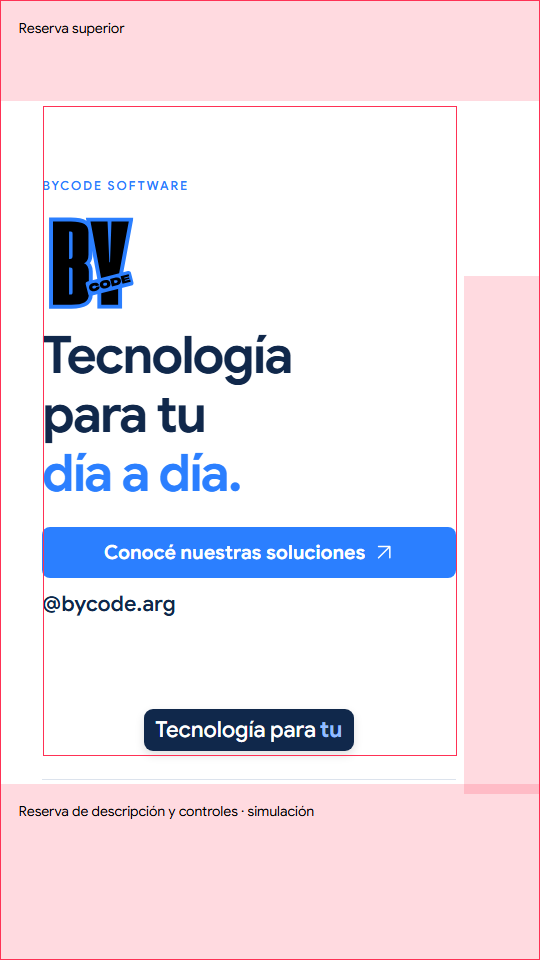 Reserva superior
BYCODE SOFTWARE
BY
CODE
Tecnología
para tu
día a día.
Conocé nuestras soluciones
@bycode.arg
Tecnología para tu
Reserva de descripción y controles · simulación